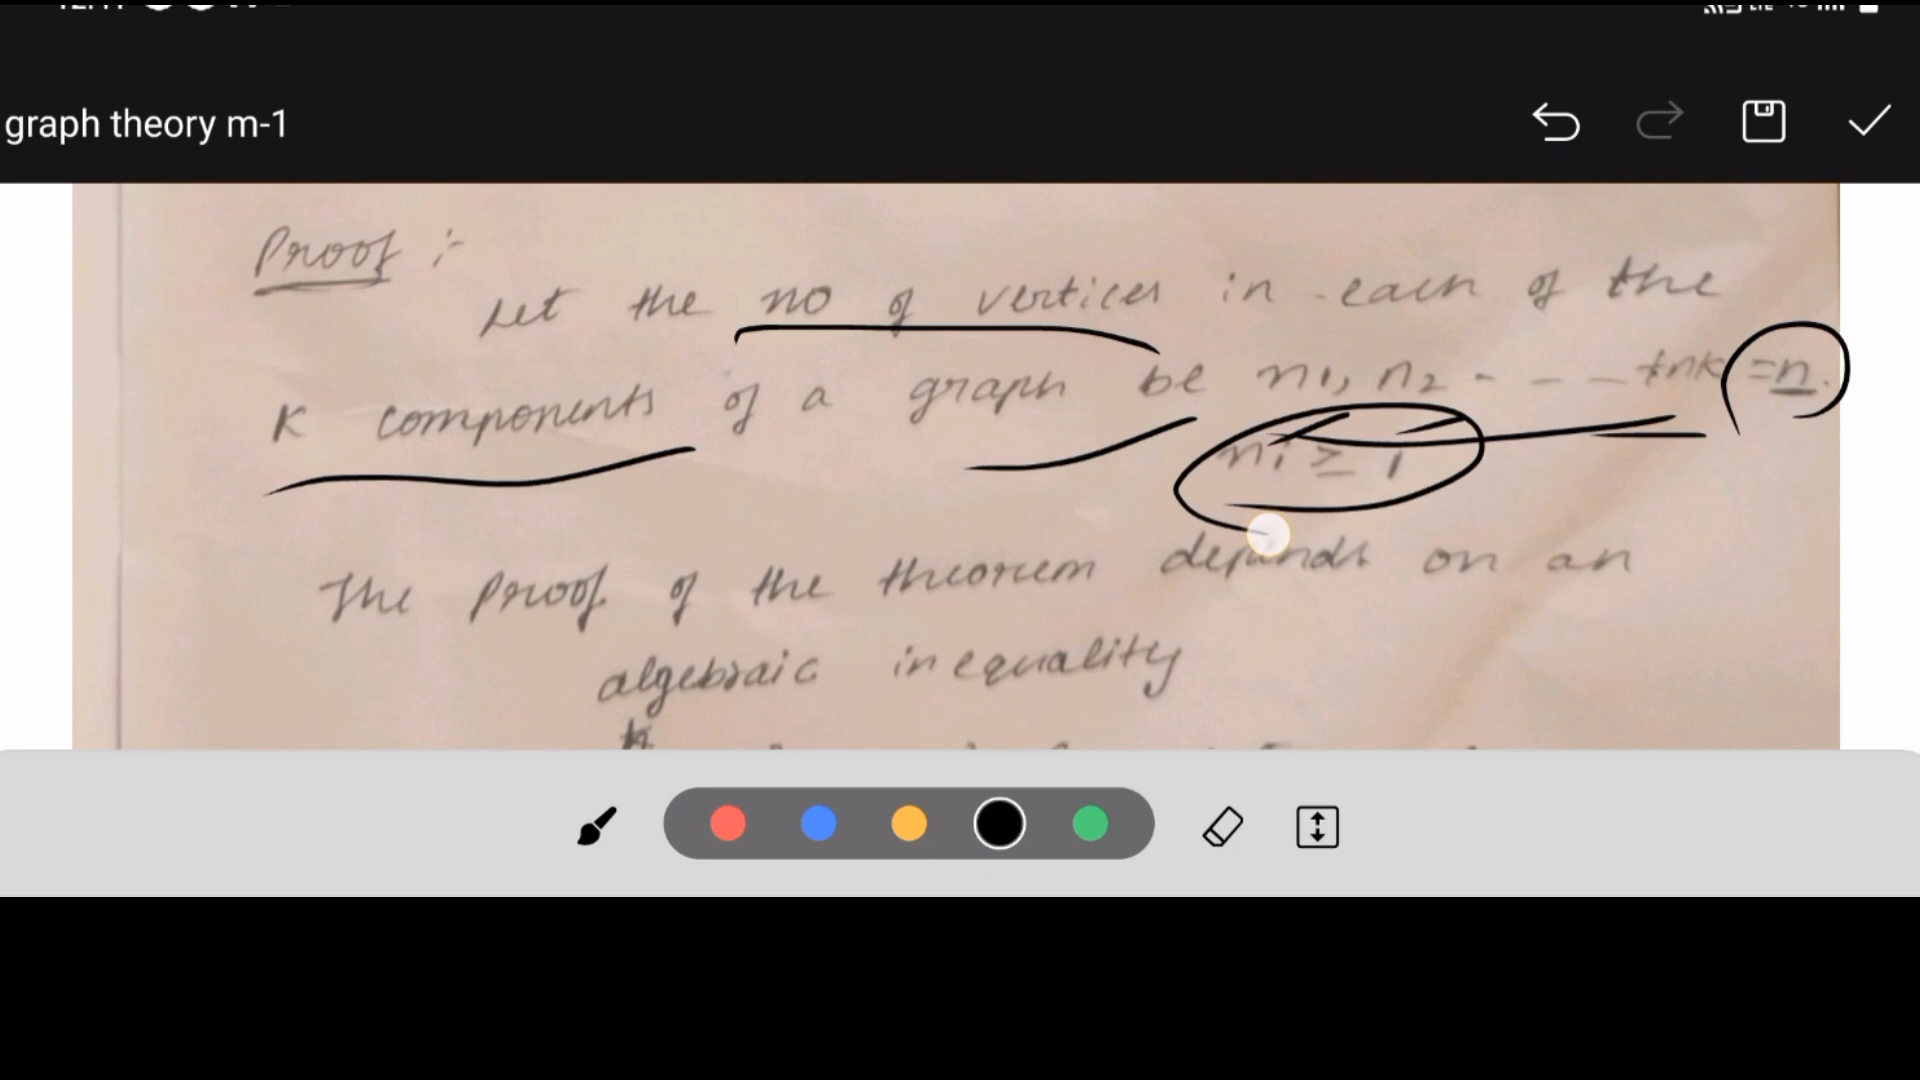 graph theory m-1
Proof :-
Let the no of vertices in each of the
K components of a graph be n1, n2 - - - - +nk = n.
ni ≥ 1
The proof of the theorem depends on an
algebraic inequality